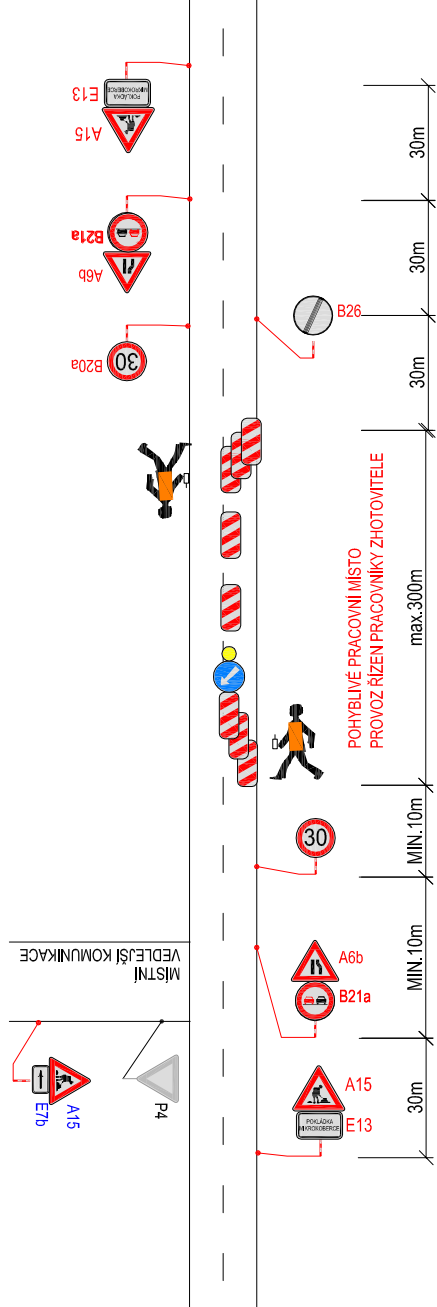 E13
POKLÁDKA
MIKROKOBERCE
A15
30m
B21a
A6b
30m
B20a
30
B26
30m
POHYBLIVÉ PRACOVNÍ MÍSTO
PROVOZ ŘÍZEN PRACOVNÍKY ZHOTOVITELE
max.300m
30
MIN.10m
MÍSTNÍ
VEDLEJŠÍ KOMUNIKACE
A6b
B21a
MIN.10m
A15
E7b
P4
A15
POKLÁDKA
MIKROKOBERCE
E13
30m